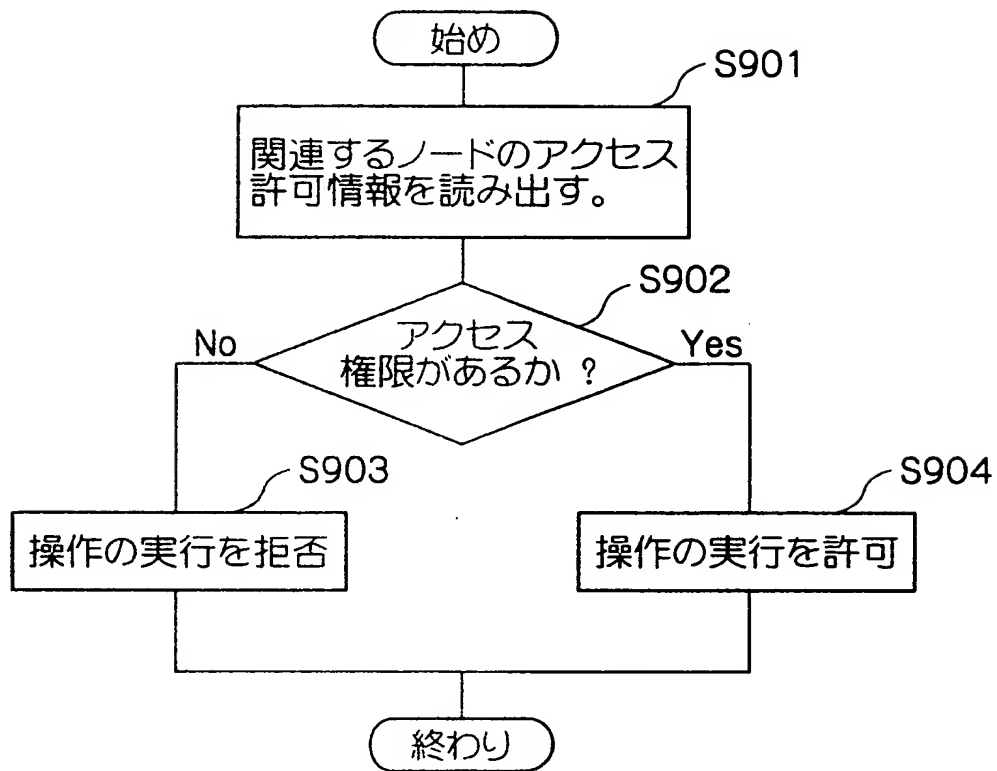 始め
S901
関連するノードのアクセス
許可情報を読み出す。
S902
アクセス
権限があるか ?
No
Yes
S903
操作の実行を拒否
S904
操作の実行を許可
終わり